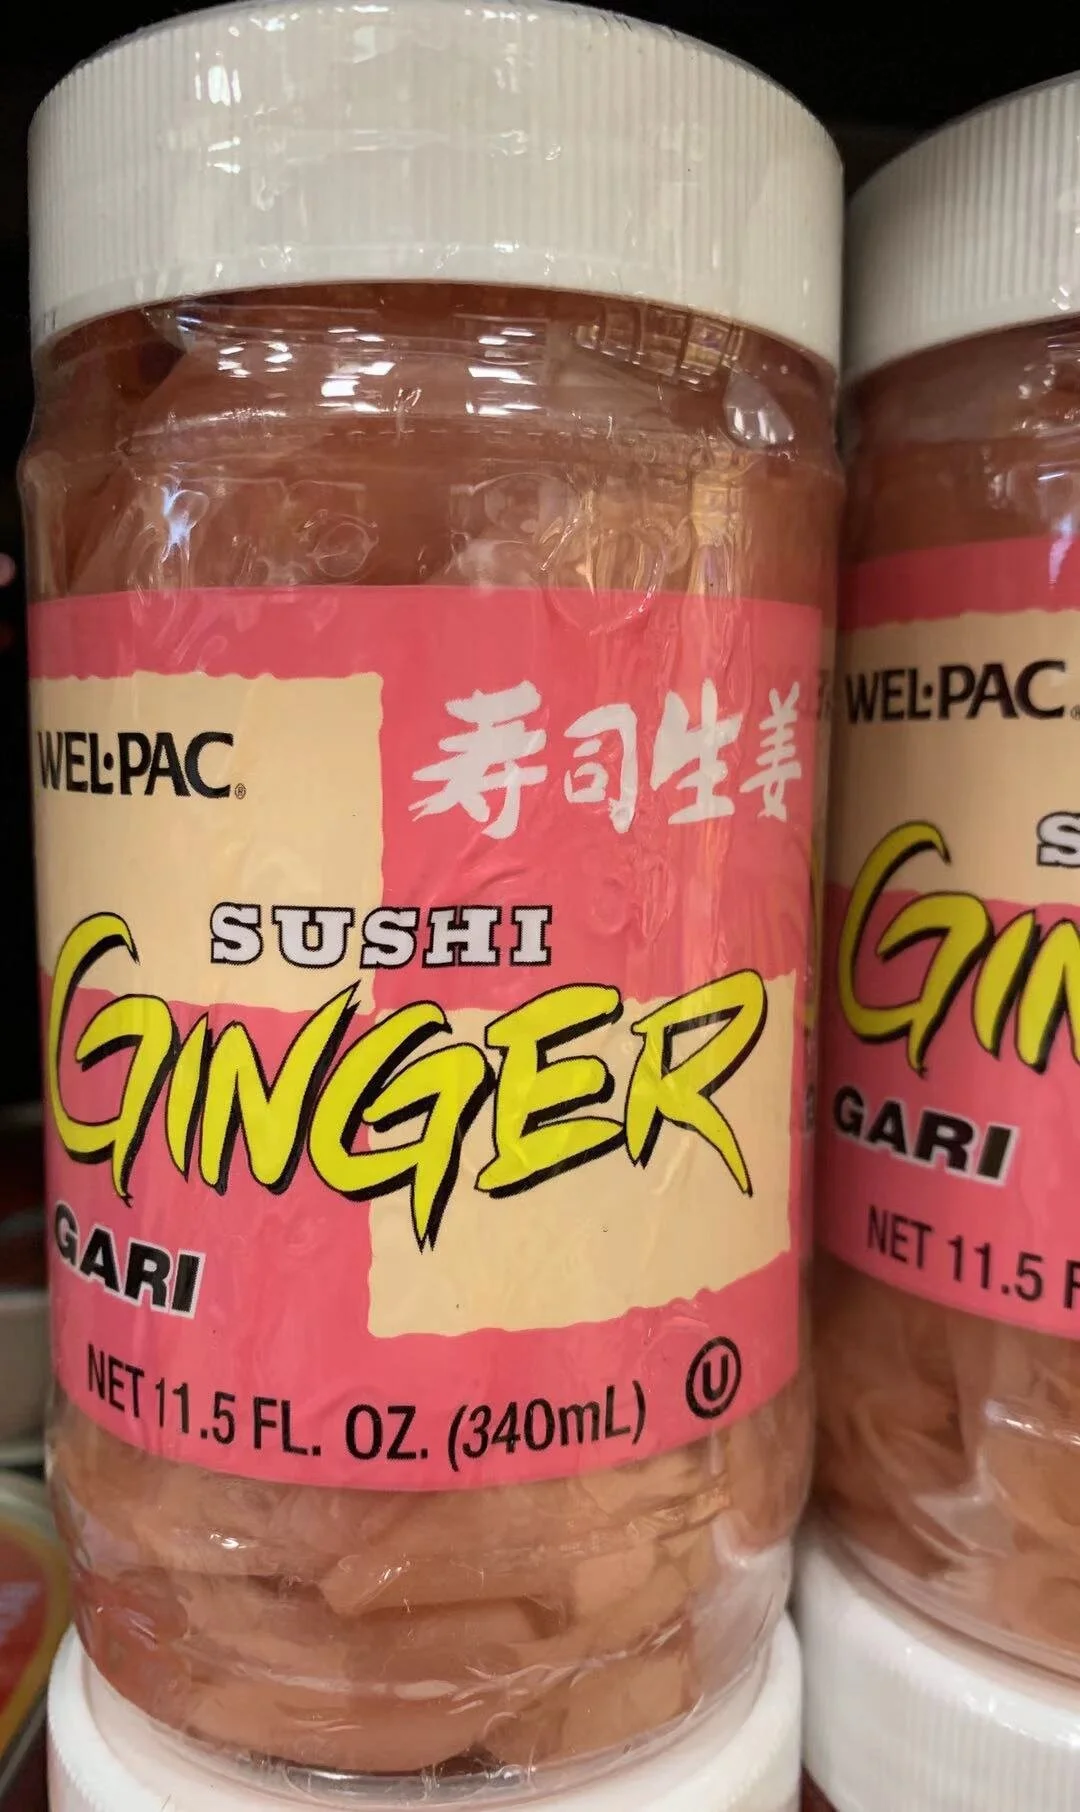 WEL·PAC®
寿司生姜
SUSHI
GINGER
GARI
NET 11.5 FL. OZ. (340mL)
U
WEL·PAC®
S
GIN
GARI
NET 11.5 F